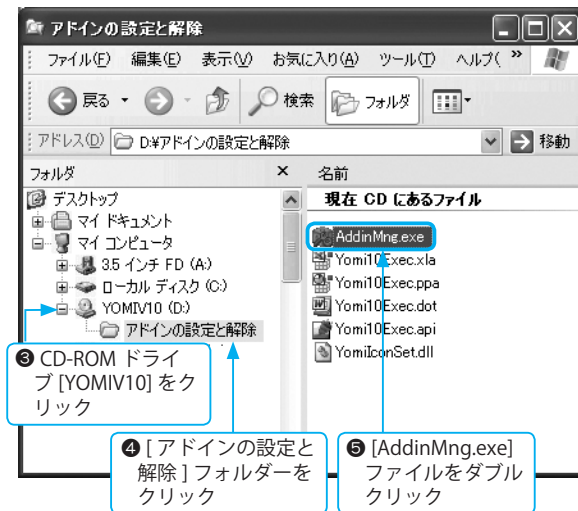 アドインの設定と解除
ファイル(F) 編集(E) 表示(V) お気に入り(A) ツール(T) ヘルプ( »
戻る 検索 フォルダ
アドレス(D) D:¥アドインの設定と解除 移動
フォルダ ×
デスクトップ
マイ ドキュメント
マイ コンピュータ
3.5 インチ FD (A:)
ローカル ディスク (C:)
YOMIV10 (D:)
アドインの設定と解除
名前
現在 CD にあるファイル
AddinMng.exe
Yomi10Exec.xla
Yomi10Exec.ppa
Yomi10Exec.dot
Yomi10Exec.api
YomiIconSet.dll
❸ CD-ROM ドライ
ブ [YOMIV10] をク
リック
❹ [ アドインの設定と
解除 ] フォルダーを
クリック
❺ [AddinMng.exe]
ファイルをダブル
クリック